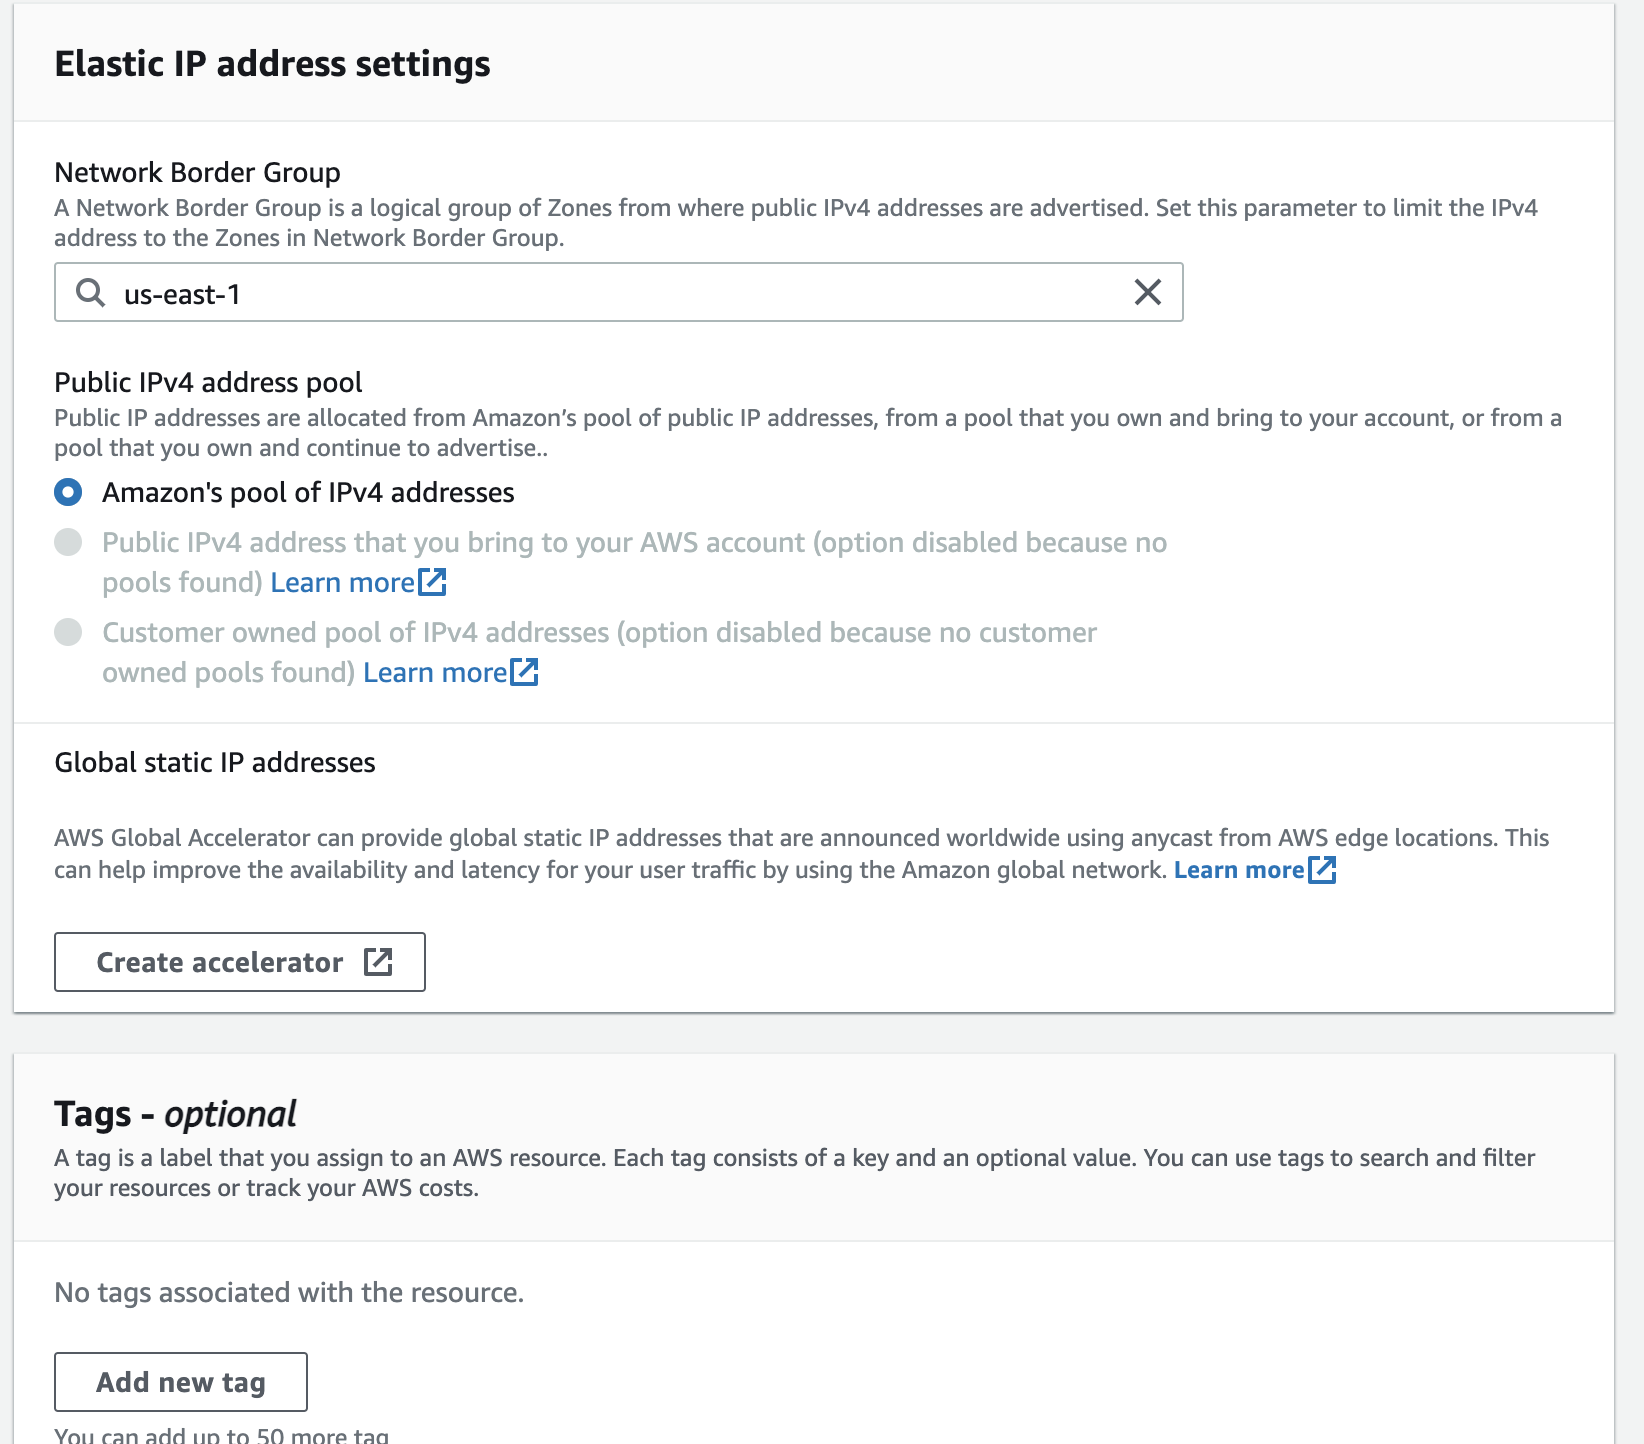 Elastic IP address settings
Network Border Group
A Network Border Group is a logical group of Zones from where public IPv4 addresses are advertised. Set this parameter to limit the IPv4
address to the Zones in Network Border Group.
us-east-1
Public IPv4 address pool
Public IP addresses are allocated from Amazon’s pool of public IP addresses, from a pool that you own and bring to your account, or from a
pool that you own and continue to advertise..
Amazon's pool of IPv4 addresses
Public IPv4 address that you bring to your AWS account (option disabled because no
pools found) Learn more
Customer owned pool of IPv4 addresses (option disabled because no customer
owned pools found) Learn more
Global static IP addresses
AWS Global Accelerator can provide global static IP addresses that are announced worldwide using anycast from AWS edge locations. This
can help improve the availability and latency for your user traffic by using the Amazon global network. Learn more
Create accelerator
Tags - optional
A tag is a label that you assign to an AWS resource. Each tag consists of a key and an optional value. You can use tags to search and filter
your resources or track your AWS costs.
No tags associated with the resource.
Add new tag
You can add up to 50 more tag